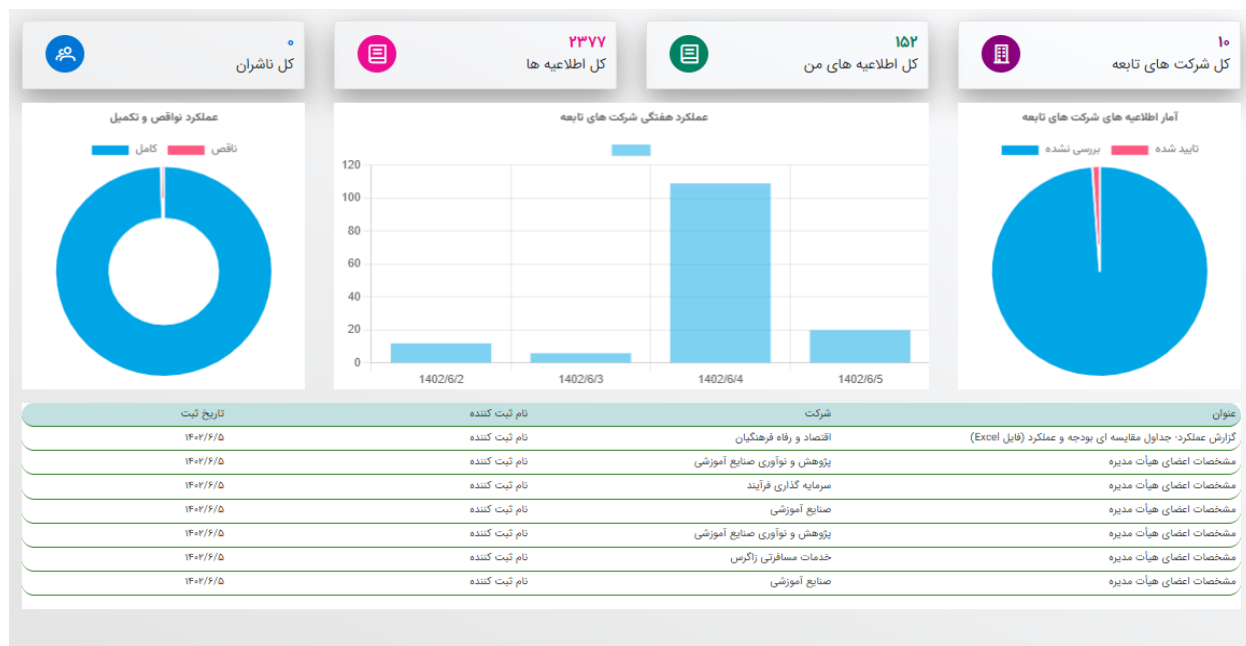 ۱۰
کل شرکت های تابعه
۱۵۲
کل اطلاعیه های من
۲۳۷۷
کل اطلاعیه ها
۰
کل ناشران
آمار اطلاعیه های شرکت های تابعه
تایید شده بررسی نشده
عملکرد هفتگی شرکت های تابعه
120
100
80
60
40
20
0
1402/6/2 1402/6/3 1402/6/4 1402/6/5
عملکرد نواقص و تکمیل
ناقص کامل
عنوان شرکت نام ثبت کننده تاریخ ثبت
گزارش عملکرد- جداول مقایسه ای بودجه و عملکرد (فایل Excel) اقتصاد و رفاه فرهنگیان نام ثبت کننده ۱۴۰۲/۶/۵
مشخصات اعضای هیأت مدیره پژوهش و نوآوری صنایع آموزشی نام ثبت کننده ۱۴۰۲/۶/۵
مشخصات اعضای هیأت مدیره سرمایه گذاری فرآیند نام ثبت کننده ۱۴۰۲/۶/۵
مشخصات اعضای هیأت مدیره صنایع آموزشی نام ثبت کننده ۱۴۰۲/۶/۵
مشخصات اعضای هیأت مدیره پژوهش و نوآوری صنایع آموزشی نام ثبت کننده ۱۴۰۲/۶/۵
مشخصات اعضای هیأت مدیره خدمات مسافرتی زاگرس نام ثبت کننده ۱۴۰۲/۶/۵
مشخصات اعضای هیأت مدیره صنایع آموزشی نام ثبت کننده ۱۴۰۲/۶/۵